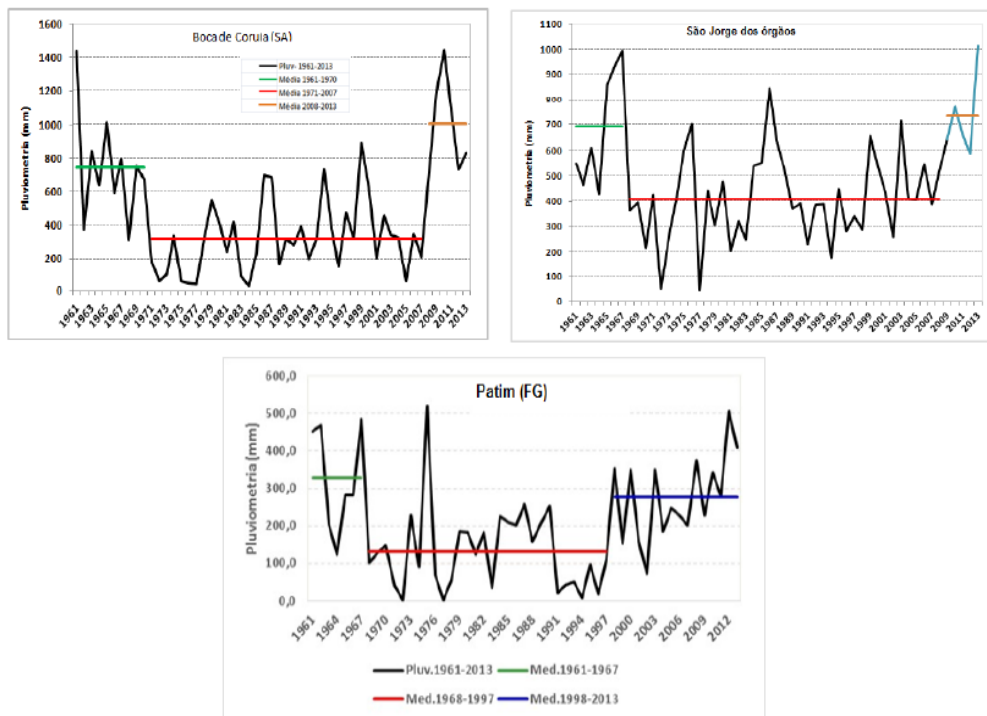 Boca de Coruia (SA)
Pluviometria (mm)
1600
1400
1200
1000
800
600
400
200
0
Pluv. 1961-2013
Média 1961-1970
Média 1971-2007
Média 2008-2013
1961 1963 1965 1967 1969 1971 1973 1975 1977 1979 1981 1983 1985 1987 1989 1991 1993 1995 1997 1999 2001 2003 2005 2007 2009 2011 2013
São Jorge dos órgãos
Pluviometria (mm)
1100
1000
900
800
700
600
500
400
300
200
100
0
1961 1963 1965 1967 1969 1971 1973 1975 1977 1979 1981 1983 1985 1987 1989 1991 1993 1995 1997 1999 2001 2003 2005 2007 2009 2011 2013
Patim (FG)
Pluviometria (mm)
600,0
500,0
400,0
300,0
200,0
100,0
0,0
1961 1964 1967 1970 1973 1976 1979 1982 1985 1988 1991 1994 1997 2000 2003 2006 2009 2012
Pluv.1961-2013 Med.1961-1967
Med.1968-1997 Med.1998-2013